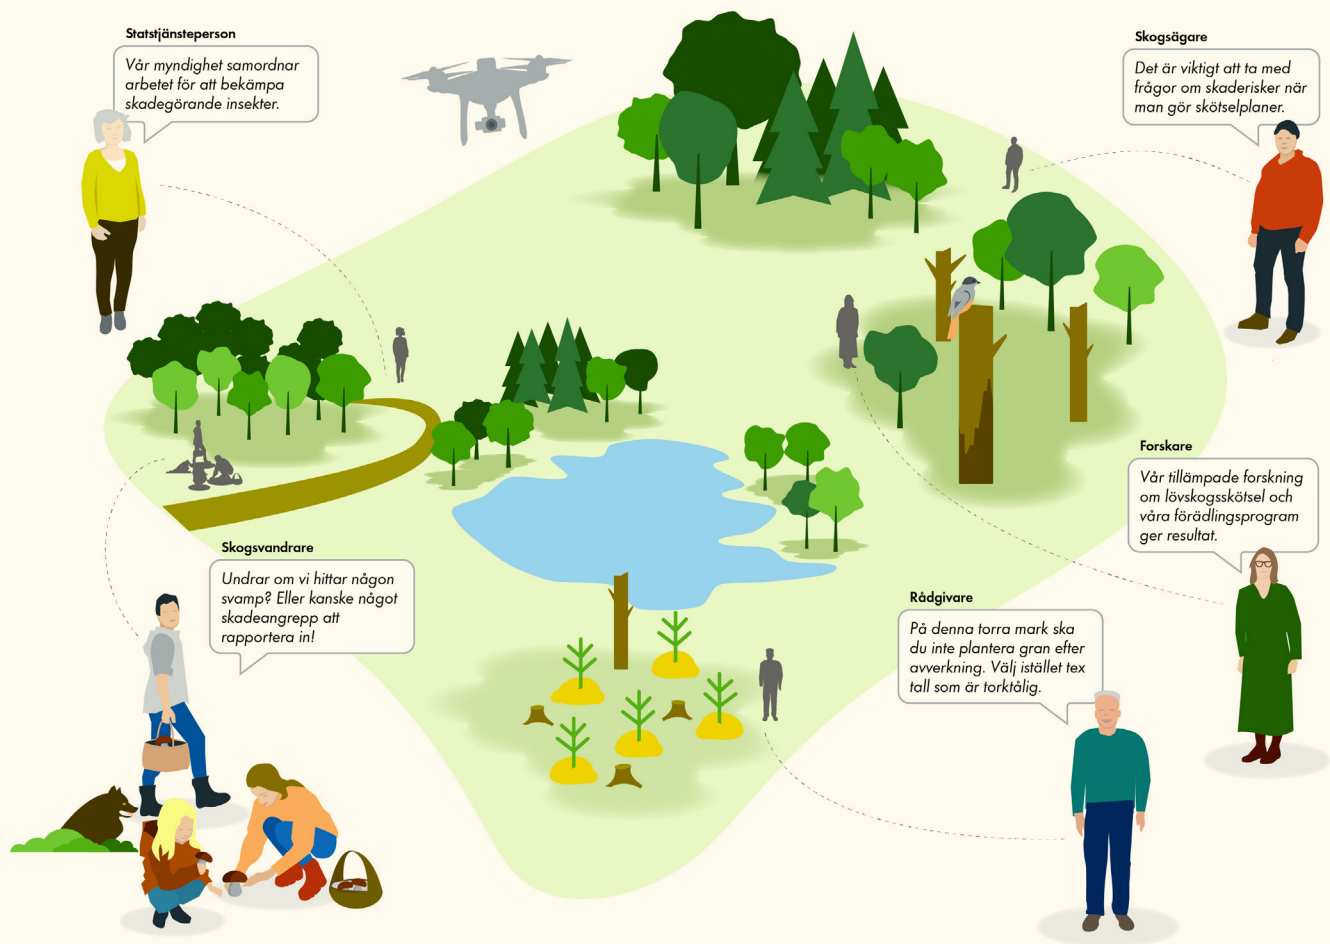 Statstjänsteperson
Vår myndighet samordnar
arbetet för att bekämpa
skadegörande insekter.
Skogsägare
Det är viktigt att ta med
frågor om skaderisker när
man gör skötselplaner.
Forskare
Vår tillämpade forskning
om lövskogsskötsel och
våra förädlingsprogram
ger resultat.
Skogsvandrare
Undrar om vi hittar någon
svamp? Eller kanske något
skadeangrepp att
rapportera in!
Rådgivare
På denna torra mark ska
du inte plantera gran efter
avverkning. Välj istället tex
tall som är torktålig.